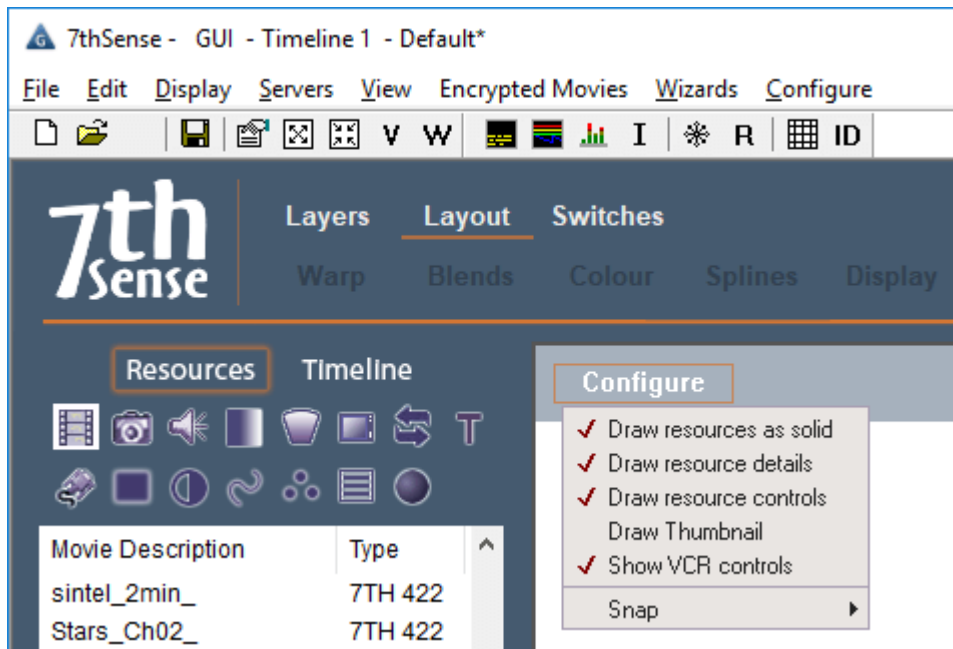 7thSense - GUI - Timeline 1 - Default*
File Edit Display Servers View Encrypted Movies Wizards Configure
V W I R ID
7th Sense
Layers Layout Switches
Warp Blends Colour Splines Display
Resources Timeline
T
Configure
Draw resources as solid
Draw resource details
Draw resource controls
Draw Thumbnail
Show VCR controls
Snap
Movie Description Type
sintel_2min_ 7TH 422
Stars_Ch02_ 7TH 422